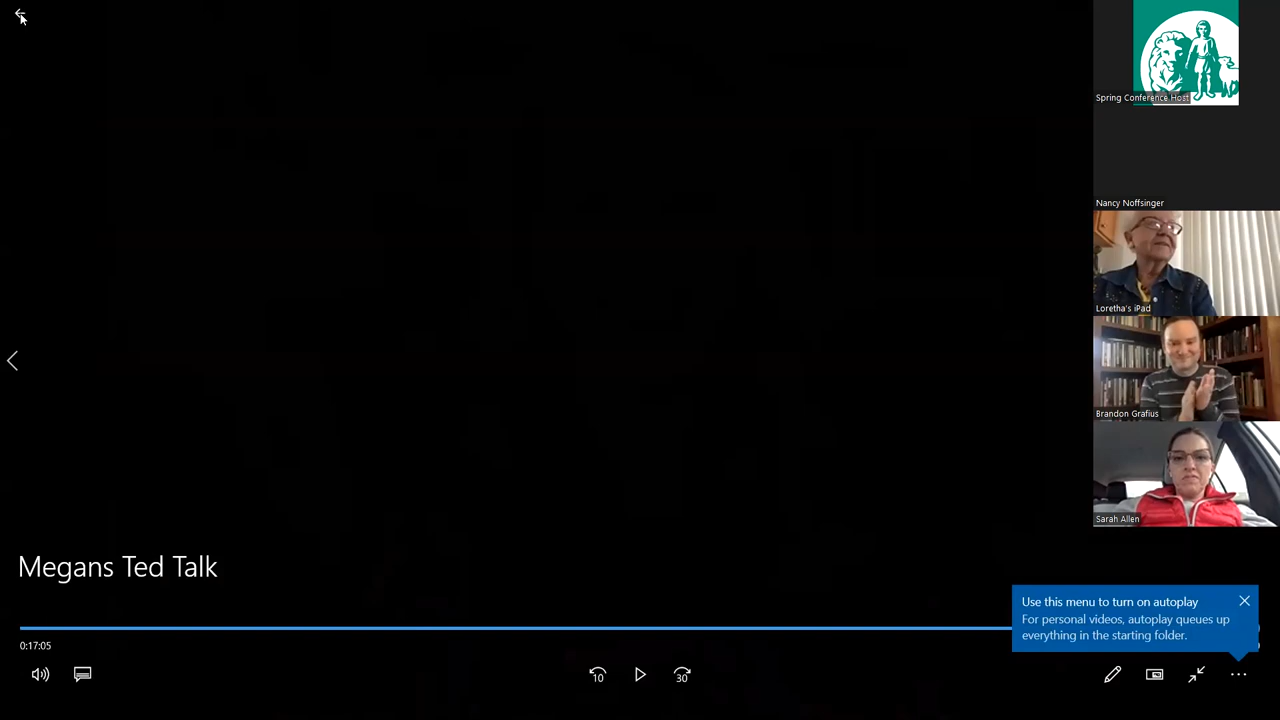 Spring Conference Host
Nancy Noffsinger
Loretha's iPad
Brandon Grafius
Sarah Allen
Megans Ted Talk
Use this menu to turn on autoplay
For personal videos, autoplay queues up
everything in the starting folder.
0:17:05
10
30